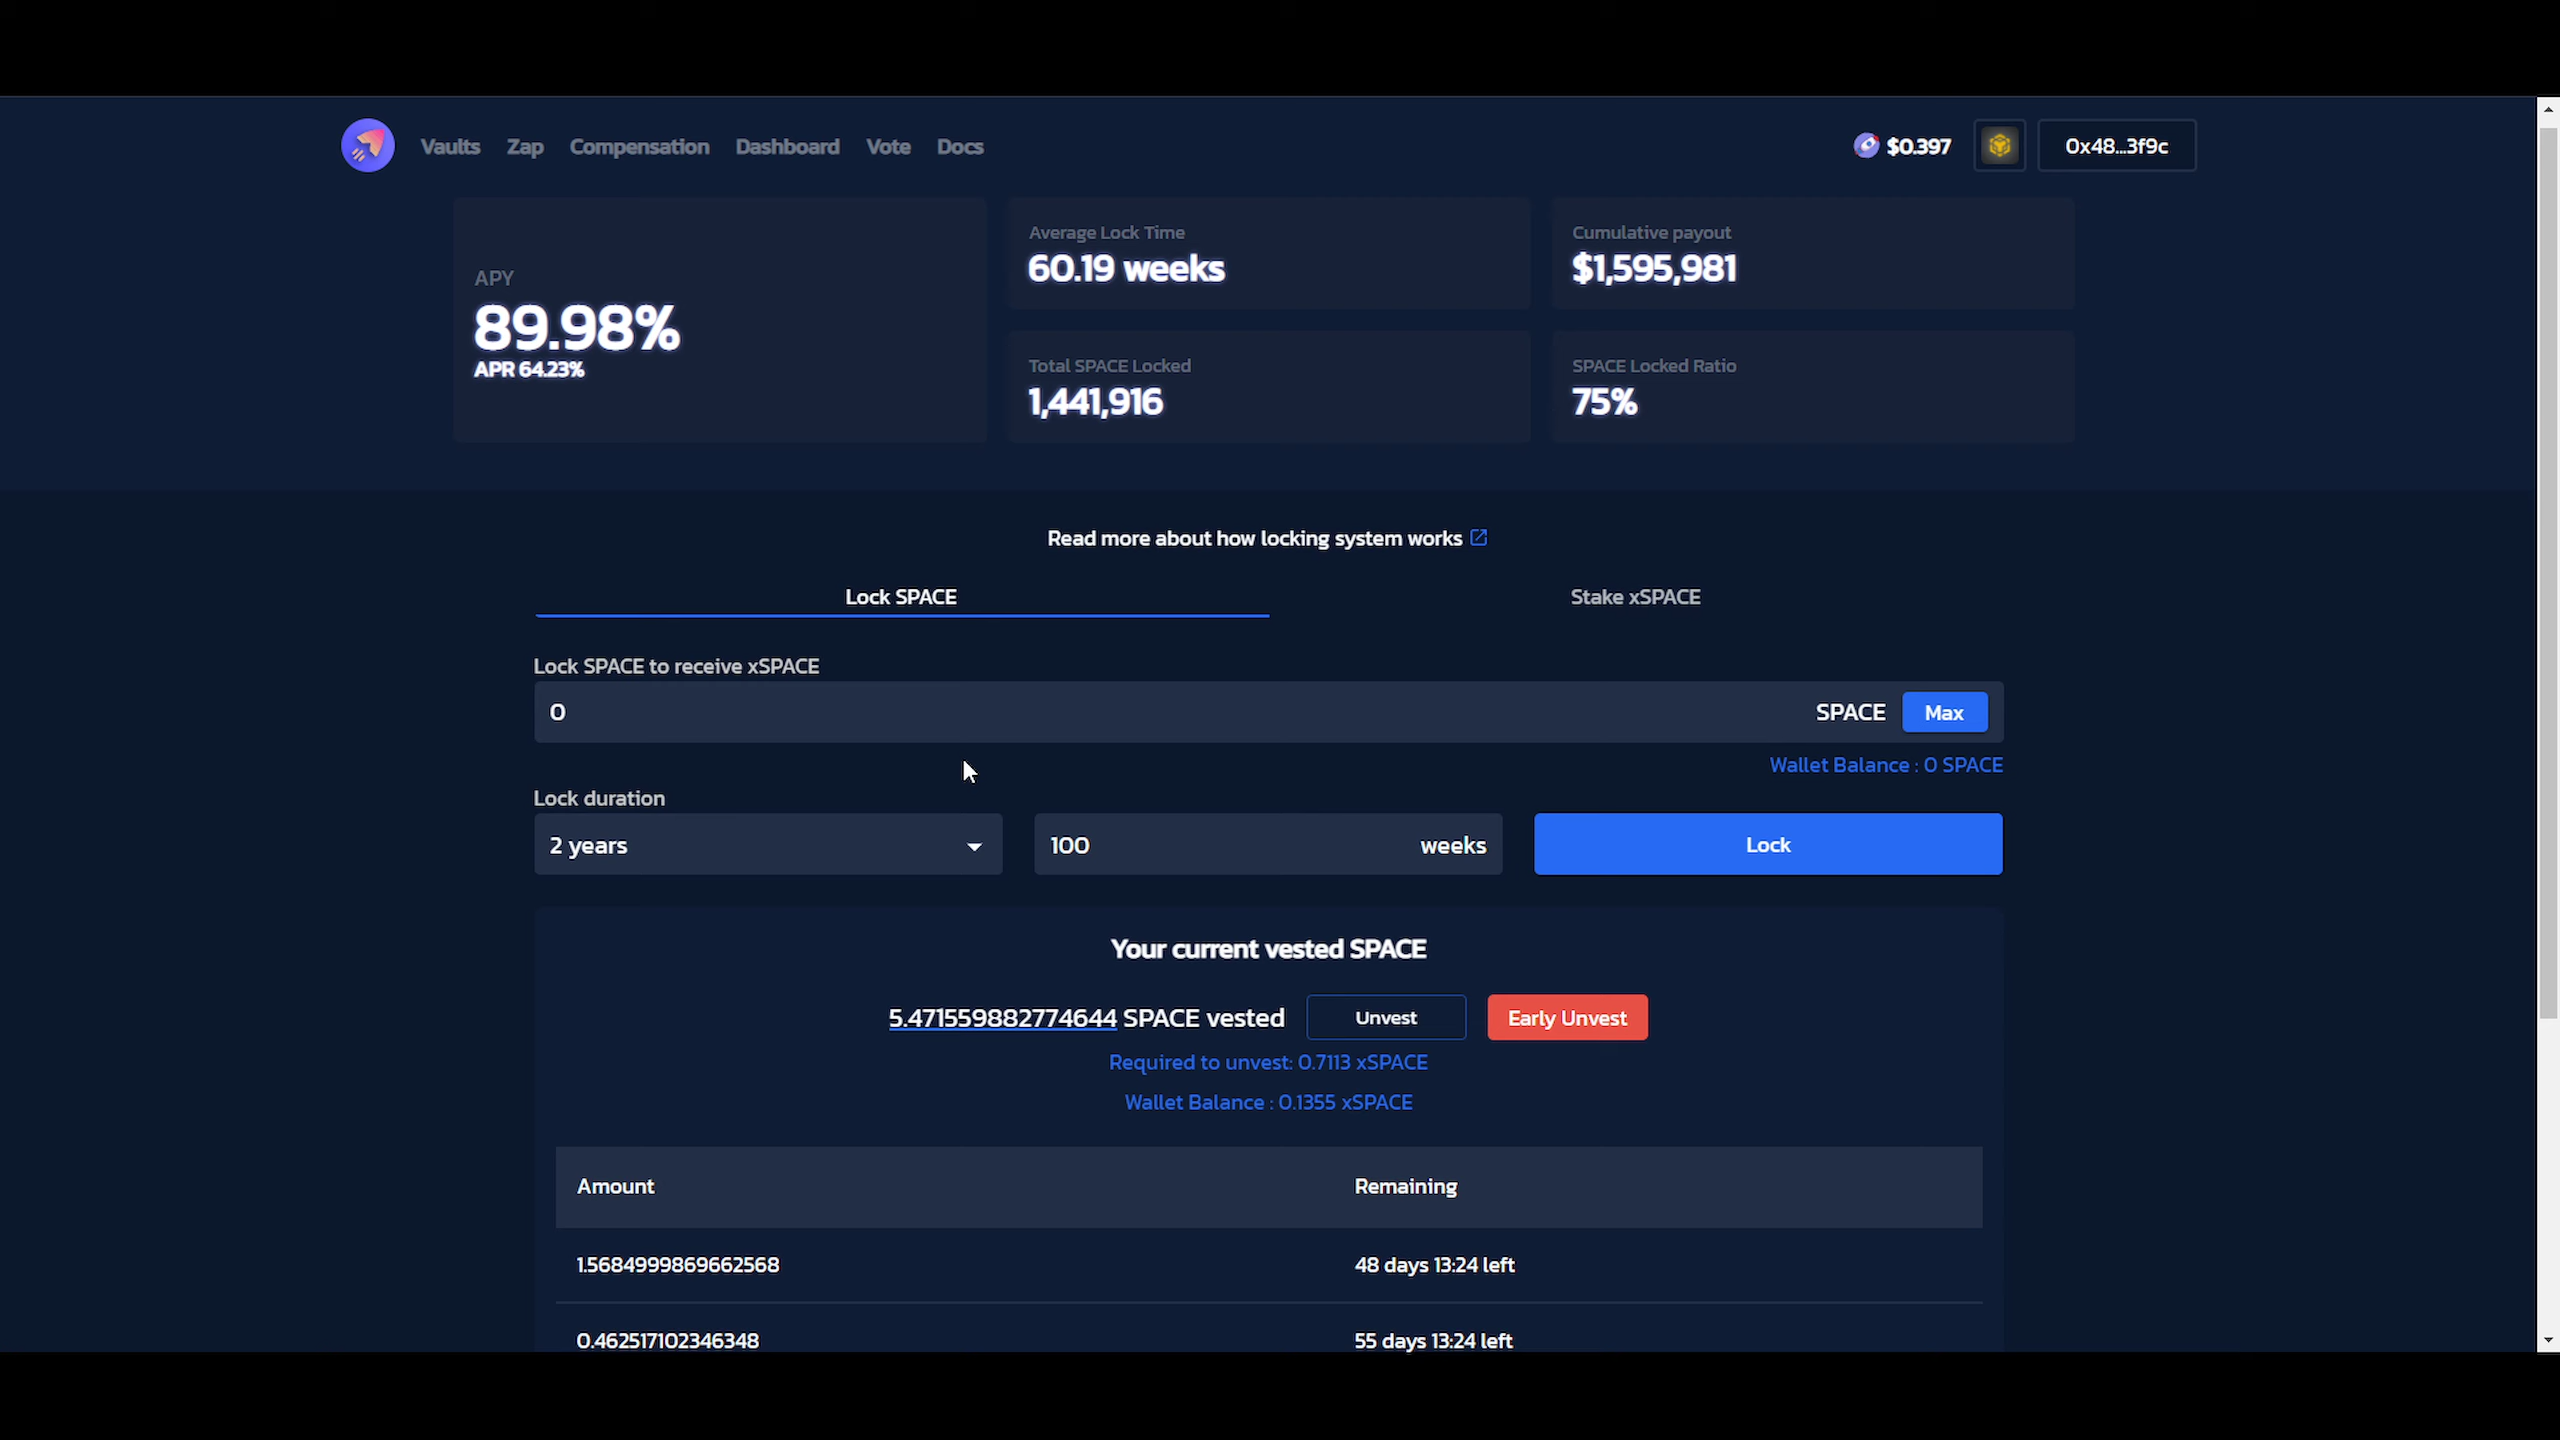 Vaults Zap Compensation Dashboard Vote Docs $0.397 0x48...3f9c
APY
89.98%
APR 64.23%
Average Lock Time
60.19 weeks
Cumulative payout
$1,595,981
Total SPACE Locked
1,441,916
SPACE Locked Ratio
75%
Read more about how locking system works
Lock SPACE Stake xSPACE
Lock SPACE to receive xSPACE
0 SPACE Max
Wallet Balance : 0 SPACE
Lock duration
2 years 100 weeks Lock
Your current vested SPACE
5.471559882774644 SPACE vested Unvest Early Unvest
Required to unvest: 0.7113 xSPACE
Wallet Balance : 0.1355 xSPACE
Amount Remaining
1.5684999869662568 48 days 13:24 left
0.462517102346348 55 days 13:24 left